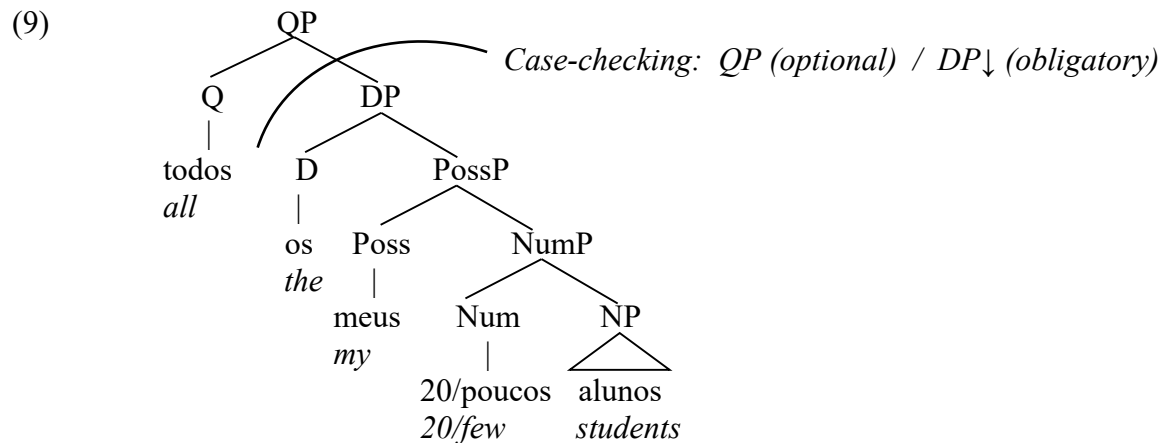 (9) QP
Case-checking: QP (optional) / DP↓ (obligatory)
Q DP
todos D PossP
all
os Poss NumP
the
meus Num NP
my
20/poucos alunos
20/few students